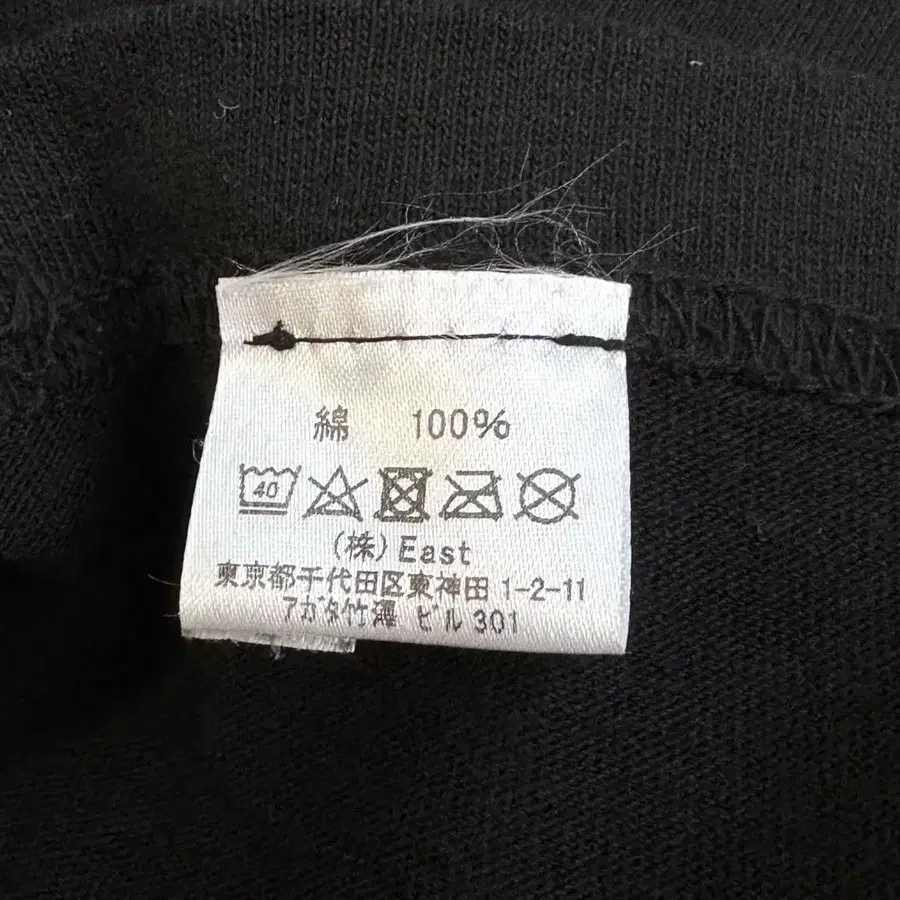 綿 100%
40
(株) East
東京都千代田区東神田 1-2-11
アガタ竹澤 ビル 301